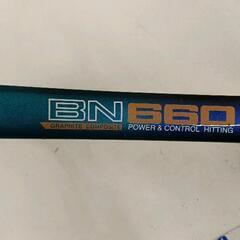 BN 660
GRAPHITE COMPOSITE POWER & CONTROL HITTING